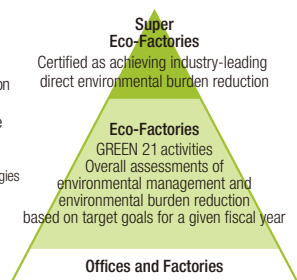 Super
Eco-Factories
Certified as achieving industry-leading
direct environmental burden reduction
Eco-Factories
GREEN 21 activities
Overall assessments of
environmental management and
environmental burden reduction
based on target goals for a given fiscal year
Offices and Factories